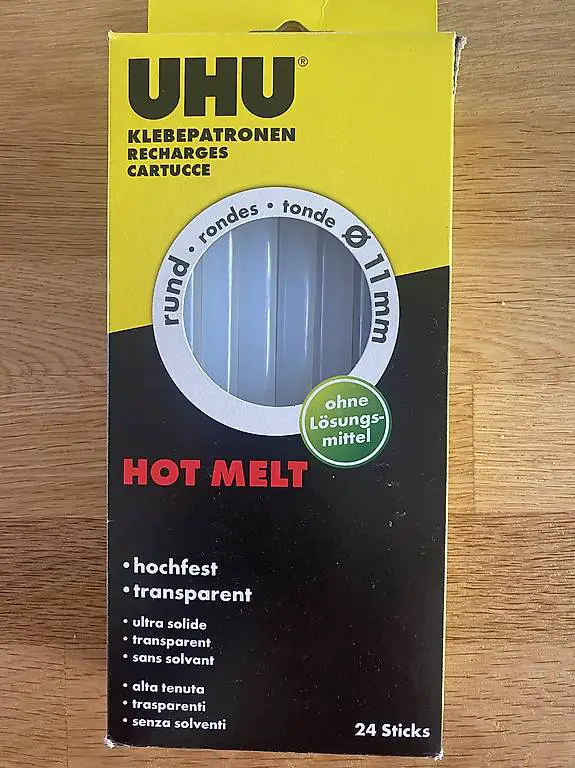 UHU®
KLEBEPATRONEN
RECHARGES
CARTUCCE
rund • rondes • tonde Ø 11 mm
ohne
Lösungs-
mittel
HOT MELT
• hochfest
• transparent
• ultra solide
• transparent
• sans solvant
• alta tenuta
• trasparenti
• senza solventi
24 Sticks